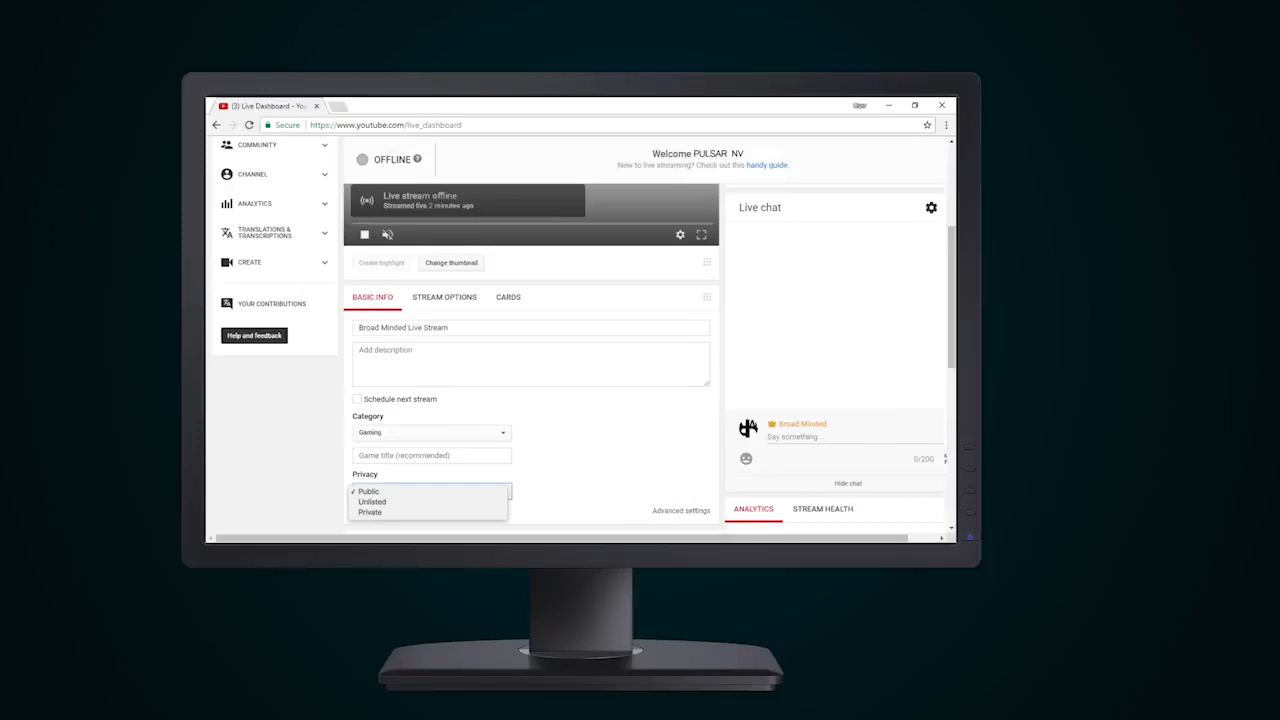 (3) Live Dashboard - You
Secure
https://www.youtube.com/live_dashboard
COMMUNITY
CHANNEL
ANALYTICS
TRANSLATIONS &
TRANSCRIPTIONS
CREATE
YOUR CONTRIBUTIONS
Help and feedback
OFFLINE ?
Welcome PULSAR NV
New to live streaming? Check out this handy guide.
Live stream offline
Streamed live 2 minutes ago
Create highlight
Change thumbnail
BASIC INFO
STREAM OPTIONS
CARDS
Broad Minded Live Stream
Add description
Schedule next stream
Category
Gaming
Game title (recommended)
Privacy
✓ Public
Unlisted
Private
Advanced settings
Live chat
Broad Minded
Say something...
0/200
Hide chat
ANALYTICS
STREAM HEALTH